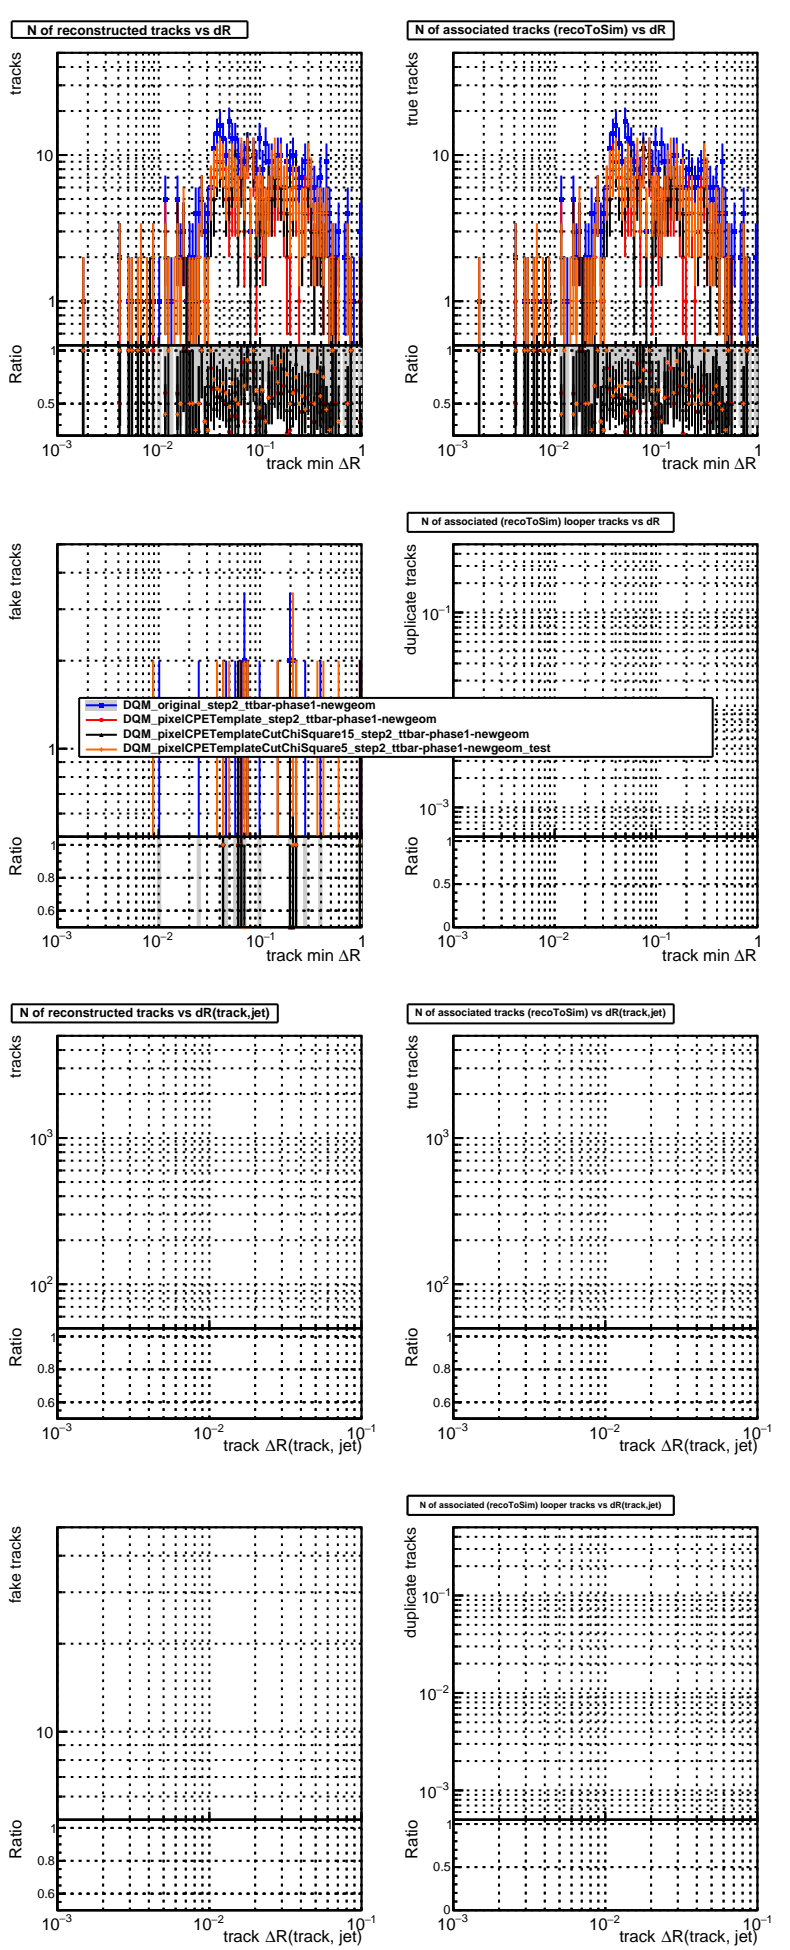 N of reconstructed tracks vs dR
N of associated tracks (recoToSim) vs dR
tracks
10
1
Ratio
1
0.5
10−3
10−2
10−1
1
track min ΔR
true tracks
10
1
Ratio
1
0.5
10−3
10−2
10−1
1
track min ΔR
N of associated (recoToSim) looper tracks vs dR
fake tracks
1
Ratio
1
0.8
0.6
10−3
10−2
10−1
1
track min ΔR
duplicate tracks
10−1
10−3
Ratio
1
0.5
0
10−3
10−2
10−1
1
track min ΔR
DQM_original_step2_ttbar-phase1-newgeom
DQM_pixelCPETemplate_step2_ttbar-phase1-newgeom
DQM_pixelCPETemplateCutChiSquare15_step2_ttbar-phase1-newgeom
DQM_pixelCPETemplateCutChiSquare5_step2_ttbar-phase1-newgeom_test
N of reconstructed tracks vs dR(track,jet)
N of associated tracks (recoToSim) vs dR(track,jet)
tracks
103
102
Ratio
1
0.8
0.6
10−3
10−2
10−1
track ΔR(track, jet)
true tracks
103
102
Ratio
1
0.8
0.6
10−3
10−2
10−1
track ΔR(track, jet)
N of associated (recoToSim) looper tracks vs dR(track,jet)
fake tracks
10
Ratio
1
0.8
0.6
10−3
10−2
10−1
track ΔR(track, jet)
duplicate tracks
10−1
10−2
10−3
Ratio
1
0.5
0
10−3
10−2
10−1
track ΔR(track, jet)